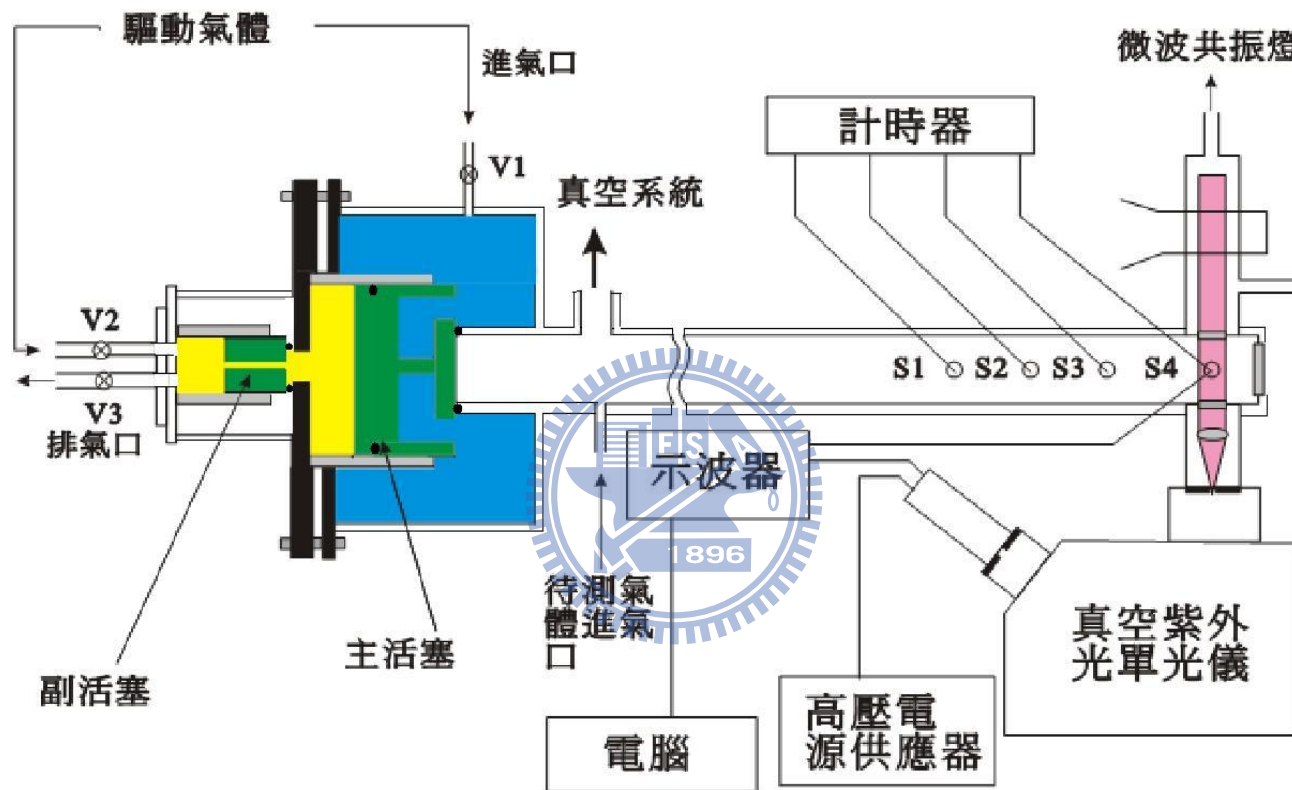 驅動氣體
進氣口
V1
真空系統
計時器
微波共振燈
V2
V3
排氣口
S1
S2
S3
S4
副活塞
主活塞
待測氣
體進氣
口
示波器
ES
1896
電腦
高壓電
源供應器
真空紫外
光單光儀